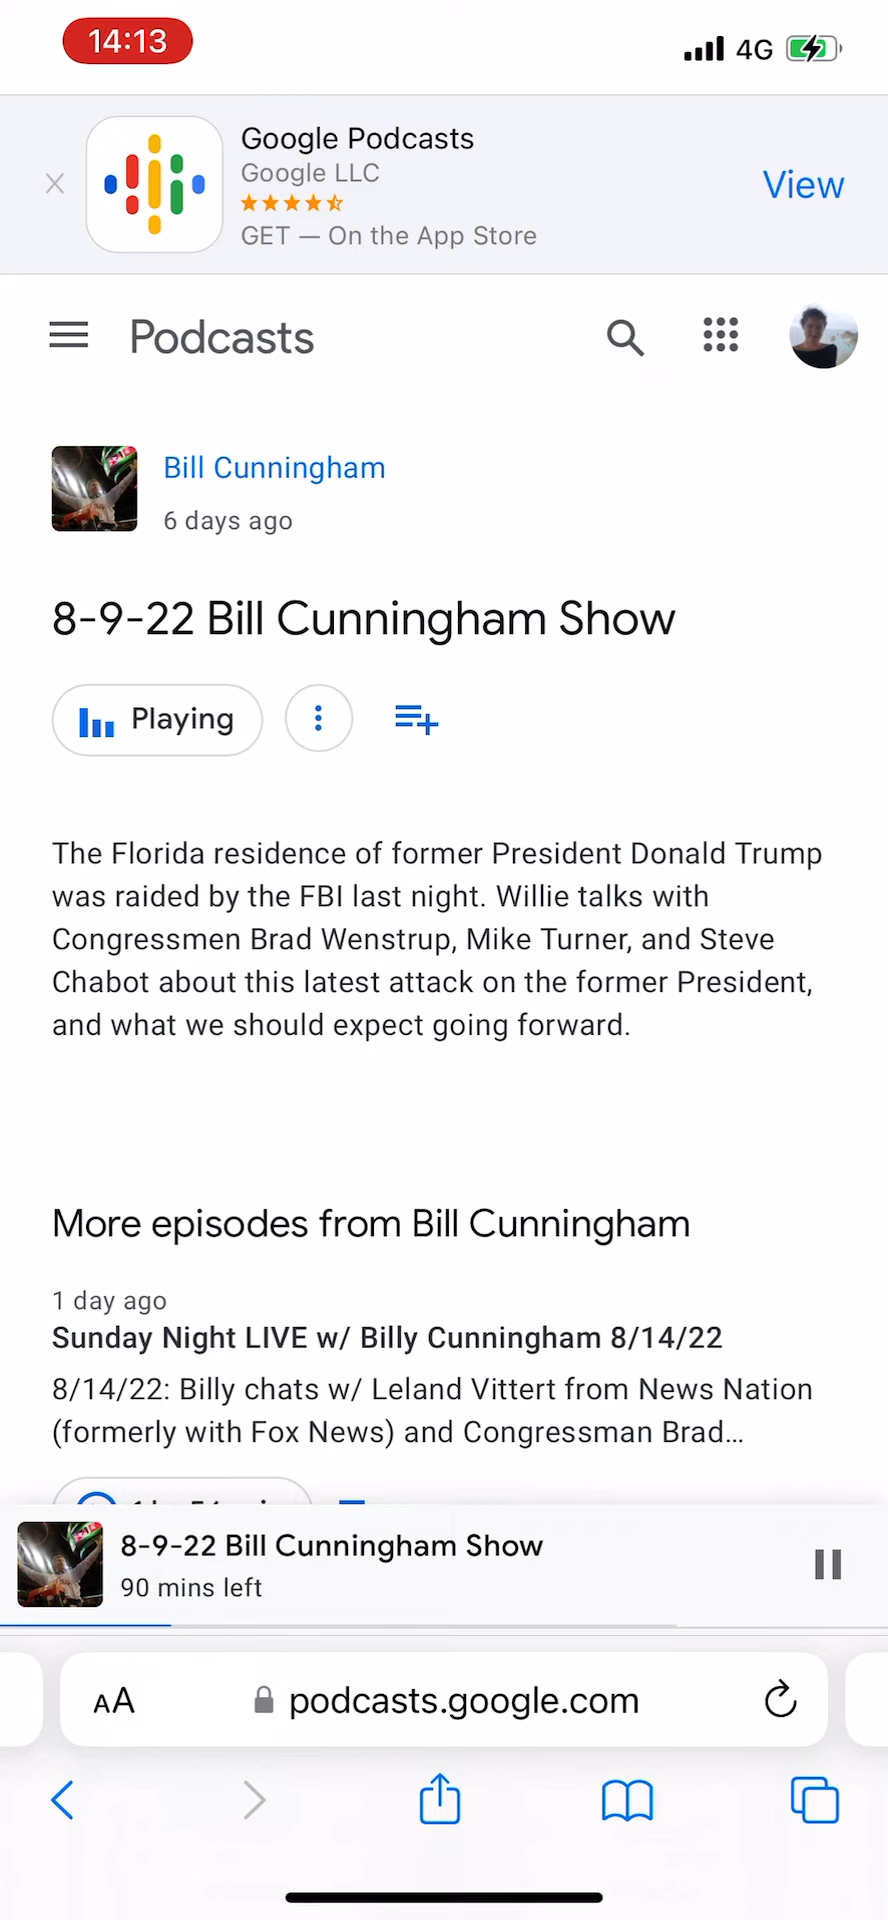 14:13
4G
Google Podcasts
Google LLC
GET — On the App Store
View
Podcasts
Bill Cunningham
6 days ago
8-9-22 Bill Cunningham Show
Playing
The Florida residence of former President Donald Trump
was raided by the FBI last night. Willie talks with
Congressmen Brad Wenstrup, Mike Turner, and Steve
Chabot about this latest attack on the former President,
and what we should expect going forward.
More episodes from Bill Cunningham
1 day ago
Sunday Night LIVE w/ Billy Cunningham 8/14/22
8/14/22: Billy chats w/ Leland Vittert from News Nation
(formerly with Fox News) and Congressman Brad...
8-9-22 Bill Cunningham Show
90 mins left
AA
podcasts.google.com